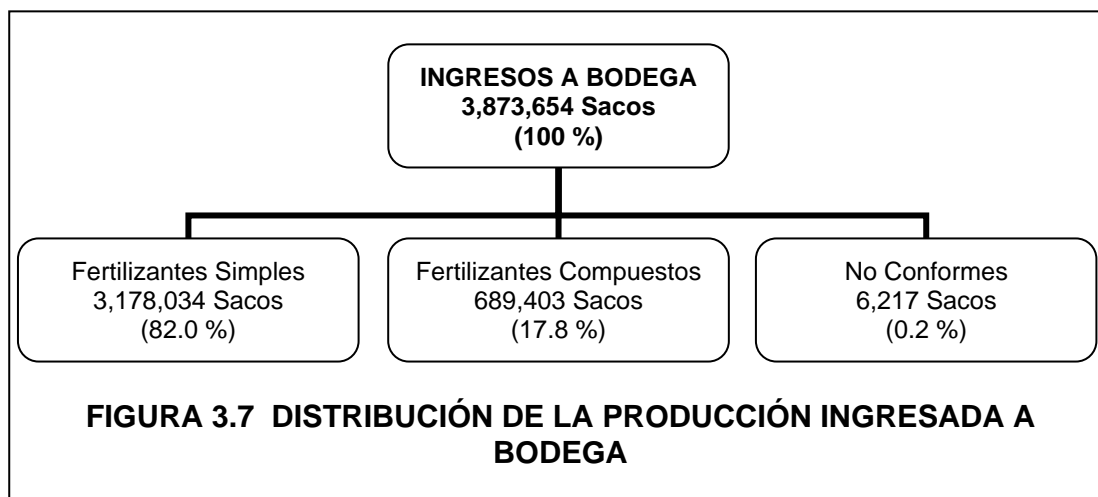 INGRESOS A BODEGA
3,873,654 Sacos
(100 %)
Fertilizantes Simples
3,178,034 Sacos
(82.0 %)
Fertilizantes Compuestos
689,403 Sacos
(17.8 %)
No Conformes
6,217 Sacos
(0.2 %)
FIGURA 3.7 DISTRIBUCIÓN DE LA PRODUCCIÓN INGRESADA A
BODEGA